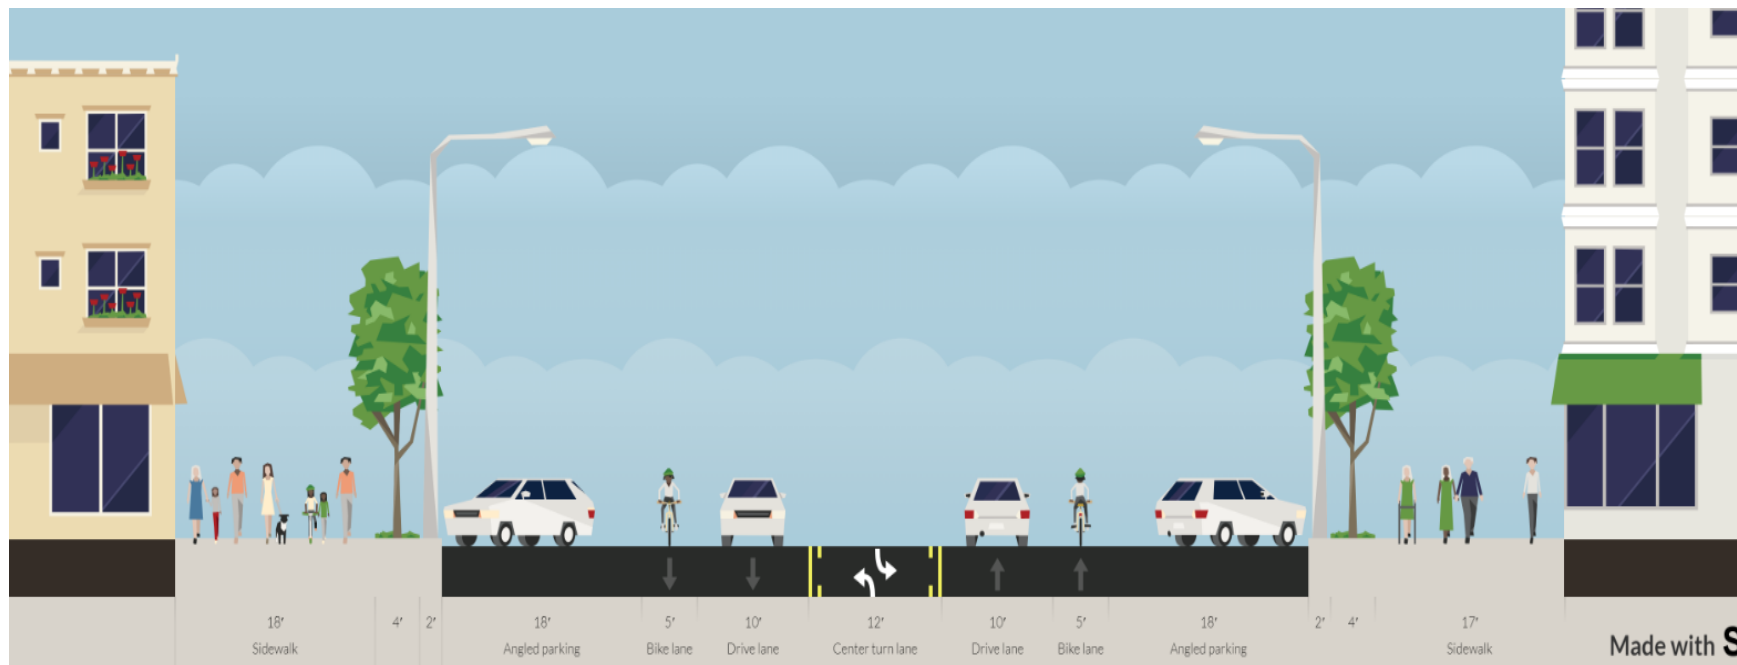 18' 4' 2' 18' 5' 10' 12' 10' 5' 18' 2' 4' 17'
Sidewalk Angled parking Bike lane Drive lane Center turn lane Drive lane Bike lane Angled parking Sidewalk
Made with S